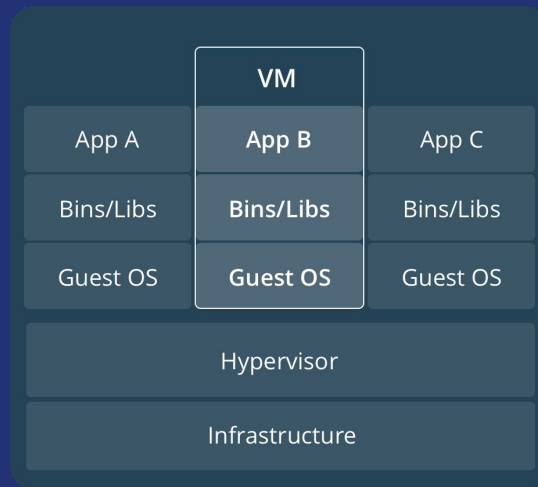 VM
App A App B App C
Bins/Libs Bins/Libs Bins/Libs
Guest OS Guest OS Guest OS
Hypervisor
Infrastructure